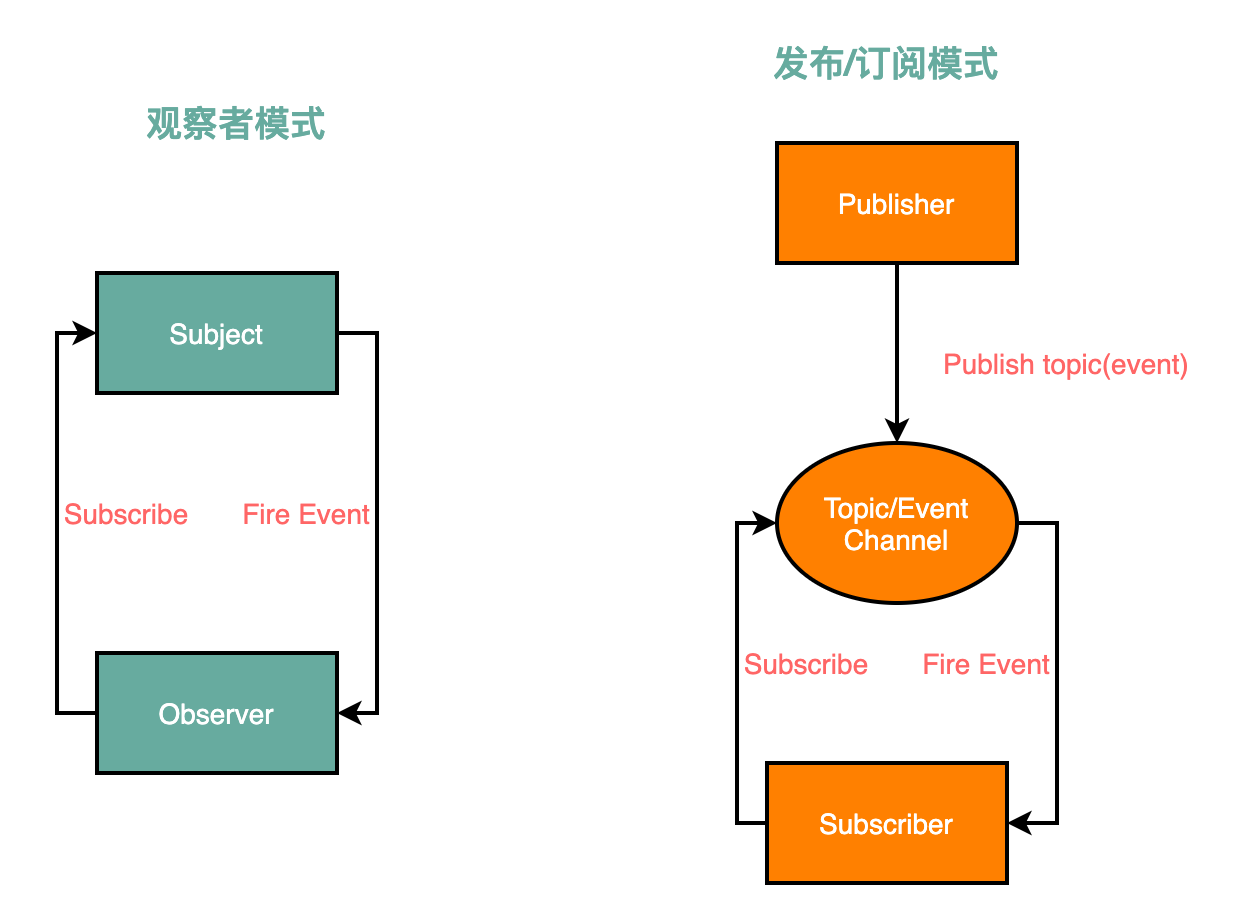 观察者模式
Subject
Subscribe
Fire Event
Observer
发布/订阅模式
Publisher
Publish topic(event)
Topic/Event
Channel
Subscribe
Fire Event
Subscriber